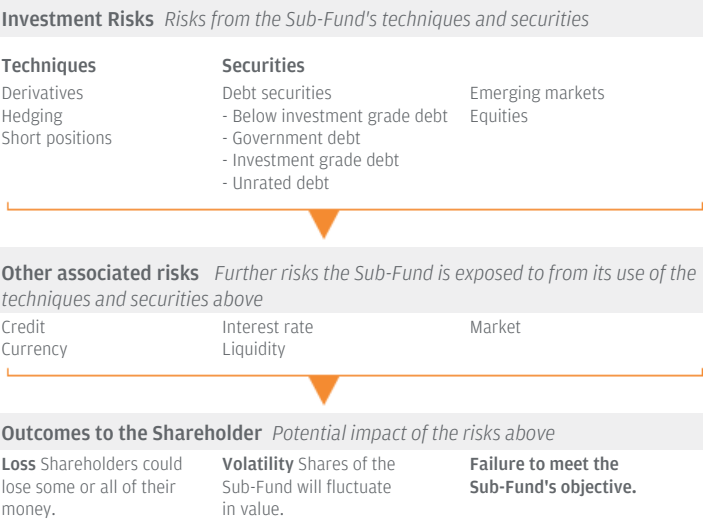 Investment Risks Risks from the Sub-Fund's techniques and securities
Techniques
Derivatives
Hedging
Short positions
Securities
Debt securities
- Below investment grade debt
- Government debt
- Investment grade debt
- Unrated debt
Emerging markets
Equities
Other associated risks Further risks the Sub-Fund is exposed to from its use of the
techniques and securities above
Credit
Currency
Interest rate
Liquidity
Market
Outcomes to the Shareholder Potential impact of the risks above
Loss Shareholders could
lose some or all of their
money.
Volatility Shares of the
Sub-Fund will fluctuate
in value.
Failure to meet the
Sub-Fund's objective.